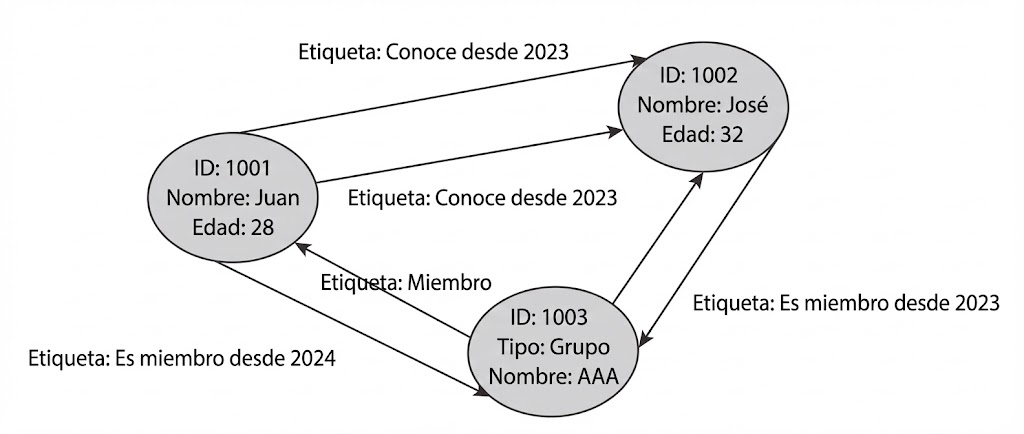 Etiqueta: Conoce desde 2023
ID: 1002
Nombre: José
Edad: 32
ID: 1001
Nombre: Juan
Edad: 28
Etiqueta: Conoce desde 2023
Etiqueta: Miembro
ID: 1003
Tipo: Grupo
Nombre: AAA
Etiqueta: Es miembro desde 2023
Etiqueta: Es miembro desde 2024